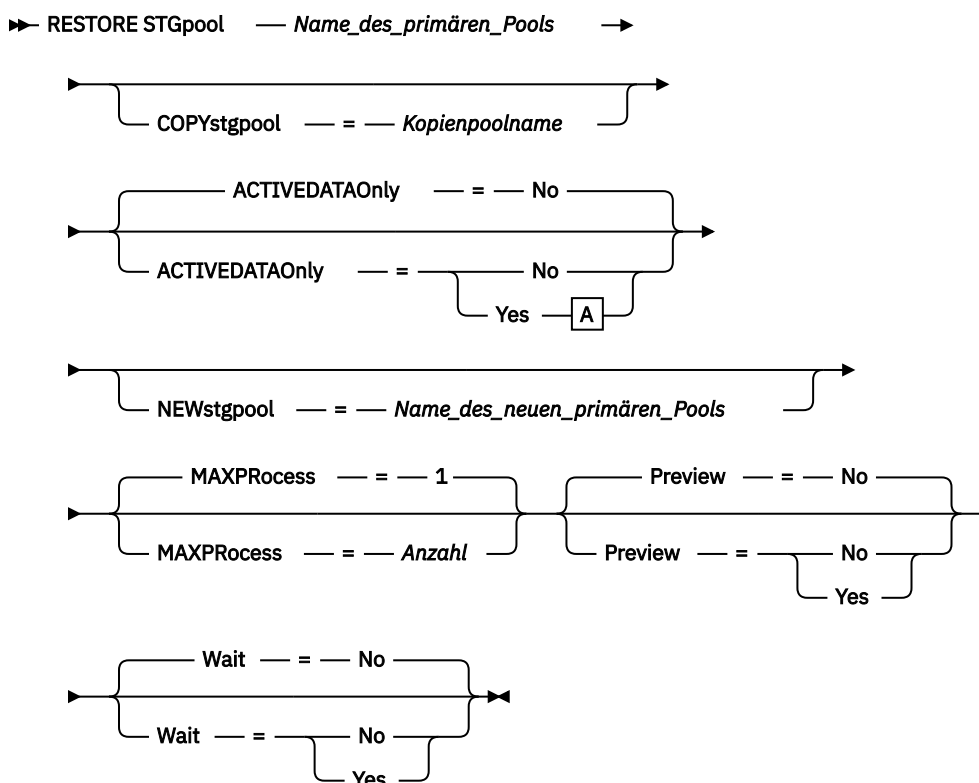 RESTORE STGpool Name_des_primären_Pools
COPYstgpool = Kopienpoolname
ACTIVEDATAOnly = No
ACTIVEDATAOnly = No
Yes A
NEWstgpool = Name_des_neuen_primären_Pools
MAXPRocess = 1 Preview = No
MAXPRocess = Anzahl Preview = No
Yes
Wait = No
Wait = No
Yes